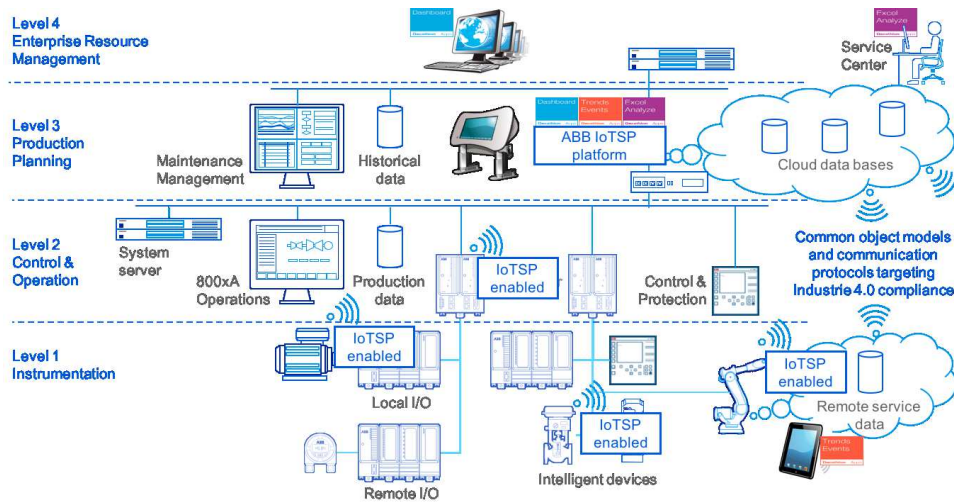 Level 4
Enterprise Resource
Management
Dashboard
Excel
Analyze
Service
Center
Level 3
Production
Planning
Maintenance
Management
Historical
data
Dashboard
Trends
Events
Excel
Analyze
ABB IoTSP
platform
Cloud data bases
Level 2
Control &
Operation
System
server
800xA
Operations
Production
data
IoTSP
enabled
Control &
Protection
Common object models
and communication
protocols targeting
Industrie 4.0 compliance
Level 1
Instrumentation
IoTSP
enabled
Local I/O
Remote I/O
IoTSP
enabled
Intelligent devices
IoTSP
enabled
Remote service
data
Trends
Events